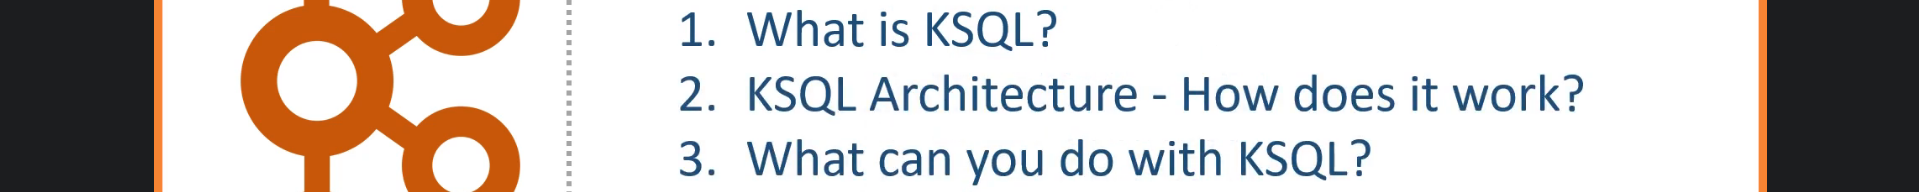 1. What is KSQL?
2. KSQL Architecture - How does it work?
3. What can you do with KSQL?